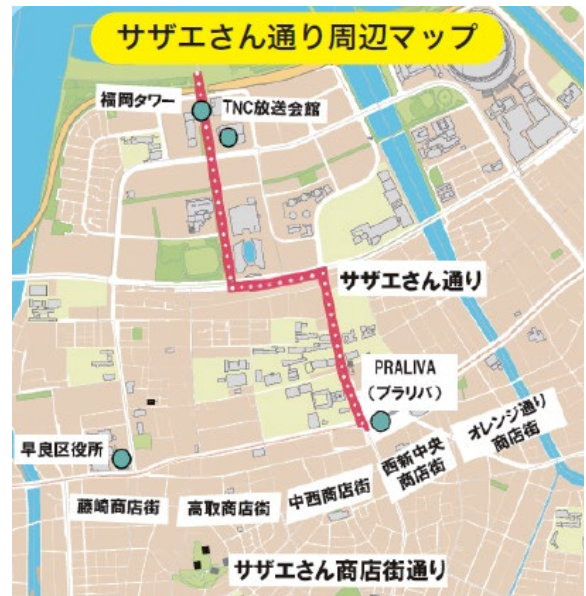 サザエさん通り周辺マップ
福岡タワー
TNC放送会館
サザエさん通り
PRALIVA
(プラリバ)
オレンジ通り
商店街
西新中央
商店街
早良区役所
中西商店街
高取商店街
藤崎商店街
サザエさん商店街通り